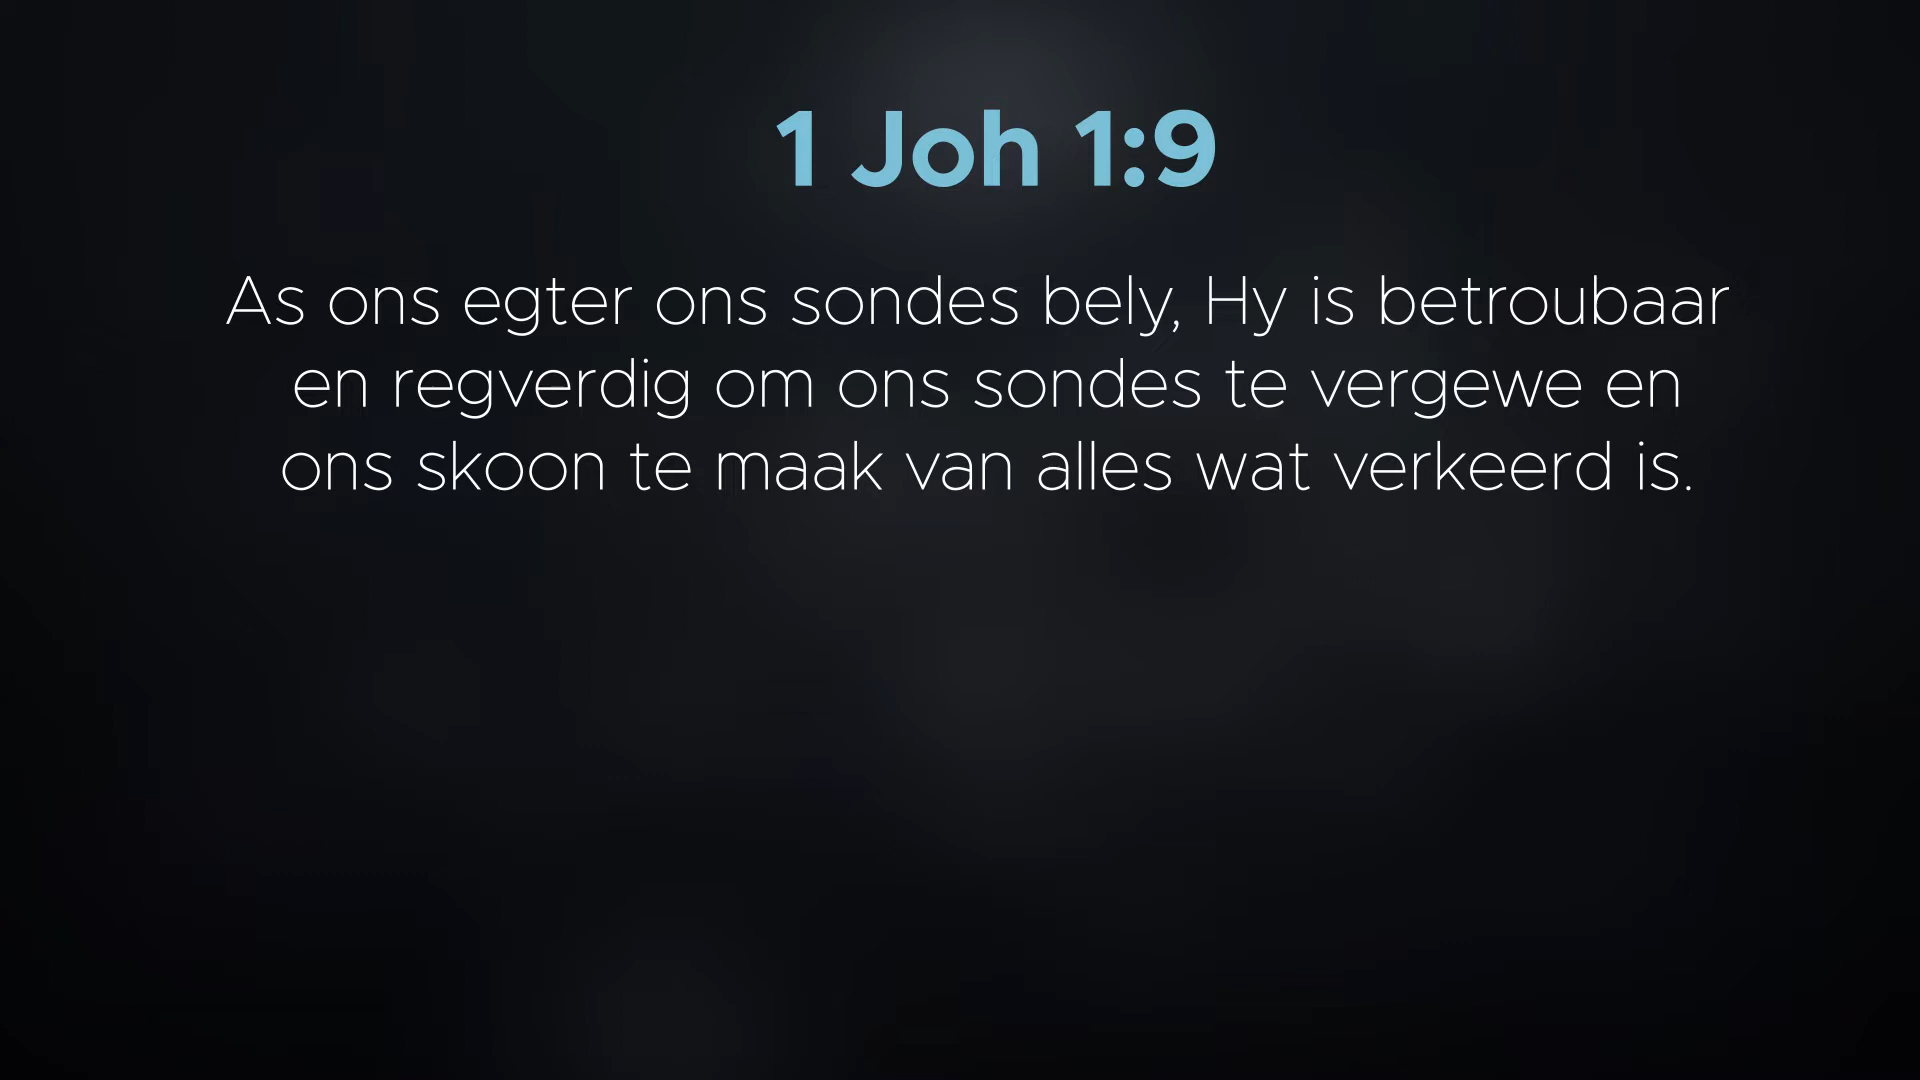 1 Joh 1:9
As ons egter ons sondes bely, Hy is betroubaar
en regverdig om ons sondes te vergewe en
ons skoon te maak van alles wat verkeerd is.